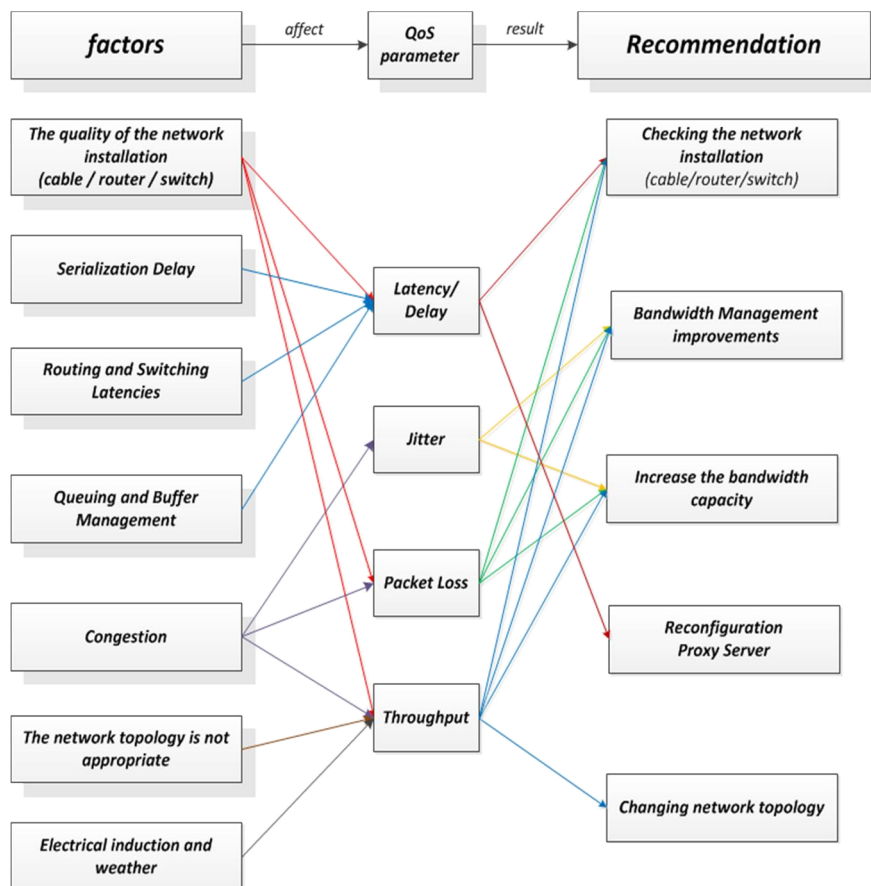 factors
affect
QoS
parameter
result
Recommendation
The quality of the network
installation
(cable / router / switch)
Serialization Delay
Routing and Switching
Latencies
Queuing and Buffer
Management
Congestion
The network topology is not
appropriate
Electrical induction and
weather
Latency/
Delay
Jitter
Packet Loss
Throughput
Checking the network
installation
(cable/router/switch)
Bandwidth Management
improvements
Increase the bandwidth
capacity
Reconfiguration
Proxy Server
Changing network topology